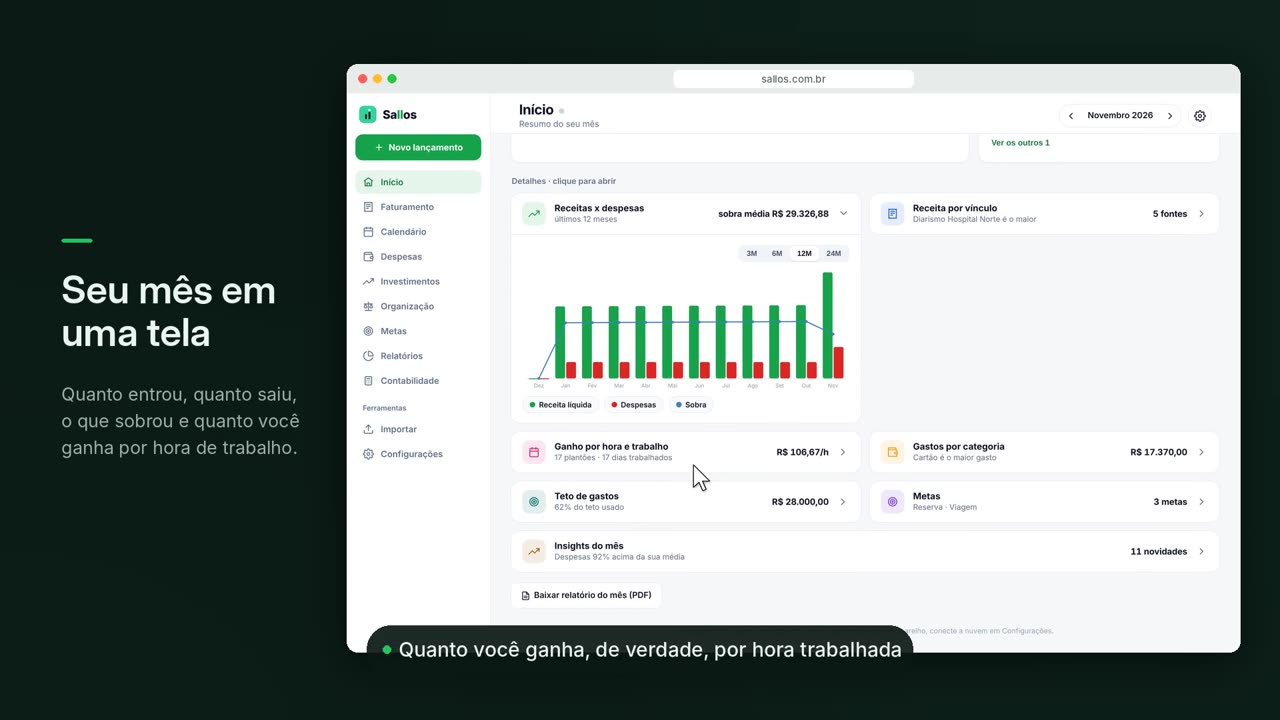 Seu mês em
uma tela
Quanto entrou, quanto saiu,
o que sobrou e quanto você
ganha por hora de trabalho.
sallos.com.br
Sallos
Novo lançamento
Início
Faturamento
Calendário
Despesas
Investimentos
Organização
Metas
Relatórios
Contabilidade
Ferramentas
Importar
Configurações
Início
Resumo do seu mês
Novembro 2026
Ver os outros 1
Detalhes · clique para abrir
Receitas x despesas
últimos 12 meses
sobra média R$ 29.326,88
3M 6M 12M 24M
Dez Jan Fev Mar Abr Mai Jun Jul Ago Set Out Nov
Receita líquida Despesas Sobra
Receita por vínculo
Diarismo Hospital Norte é o maior
5 fontes
Ganho por hora e trabalho
17 plantões · 17 dias trabalhados
R$ 106,67/h
Gastos por categoria
Cartão é o maior gasto
R$ 17.370,00
Teto de gastos
62% do teto usado
R$ 28.000,00
Metas
Reserva · Viagem
3 metas
Insights do mês
Despesas 92% acima da sua média
11 novidades
Baixar relatório do mês (PDF)
conecte a nuvem em Configurações.
Quanto você ganha, de verdade, por hora trabalhada